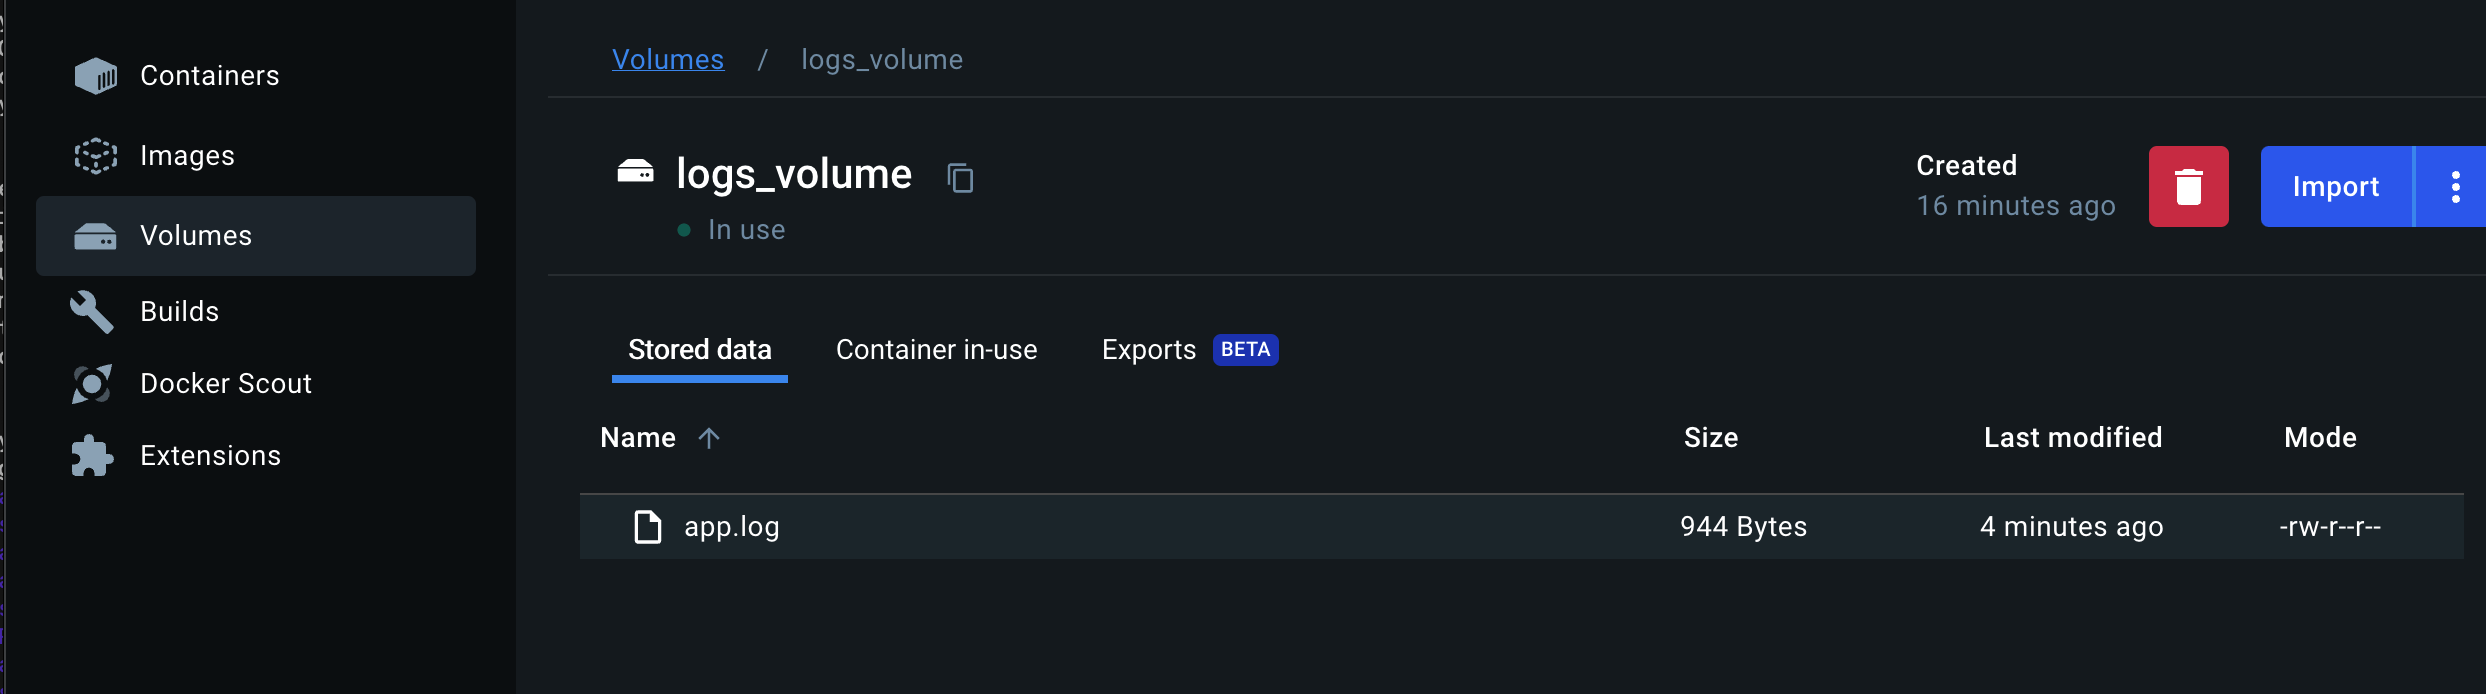 Containers
Images
Volumes
Builds
Docker Scout
Extensions
Volumes / logs_volume
logs_volume
In use
Created
16 minutes ago
Import
Stored data Container in-use Exports BETA
Name Size Last modified Mode
app.log 944 Bytes 4 minutes ago -rw-r--r--